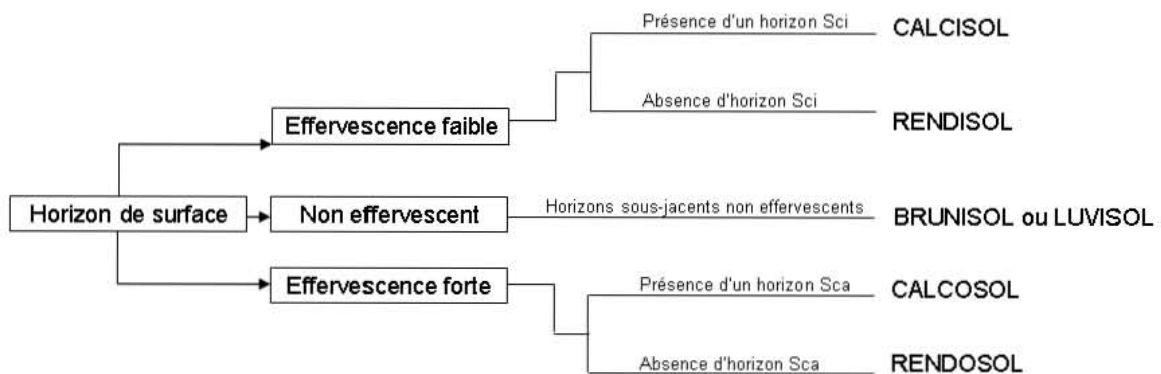 Présence d'un horizon Sci
CALCISOL
Effervescence faible
Absence d'horizon Sci
RENDISOL
Horizon de surface
Non effervescent
Horizons sous-jacents non effervescents
BRUNISOL ou LUVISOL
Effervescence forte
Présence d'un horizon Sca
CALCOSOL
Absence d'horizon Sca
RENDOSOL